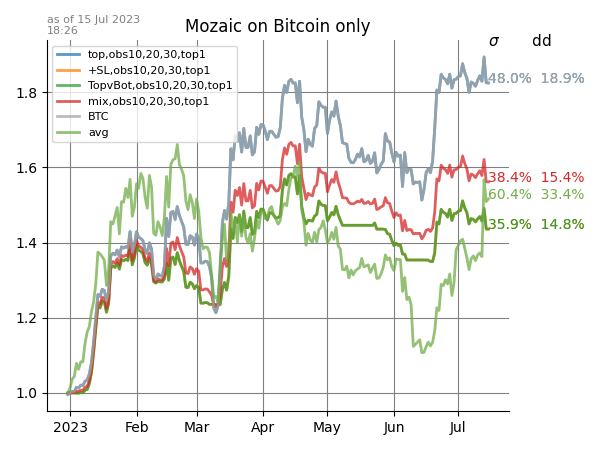 as of 15 Jul 2023
18:26
Mozaic on Bitcoin only
σ dd
top,obs10,20,30,top1
+SL,obs10,20,30,top1
TopvBot,obs10,20,30,top1
mix,obs10,20,30,top1
BTC
avg
48.0% 18.9%
38.4% 15.4%
60.4% 33.4%
35.9% 14.8%
1.8
1.6
1.4
1.2
1.0
2023 Feb Mar Apr May Jun Jul